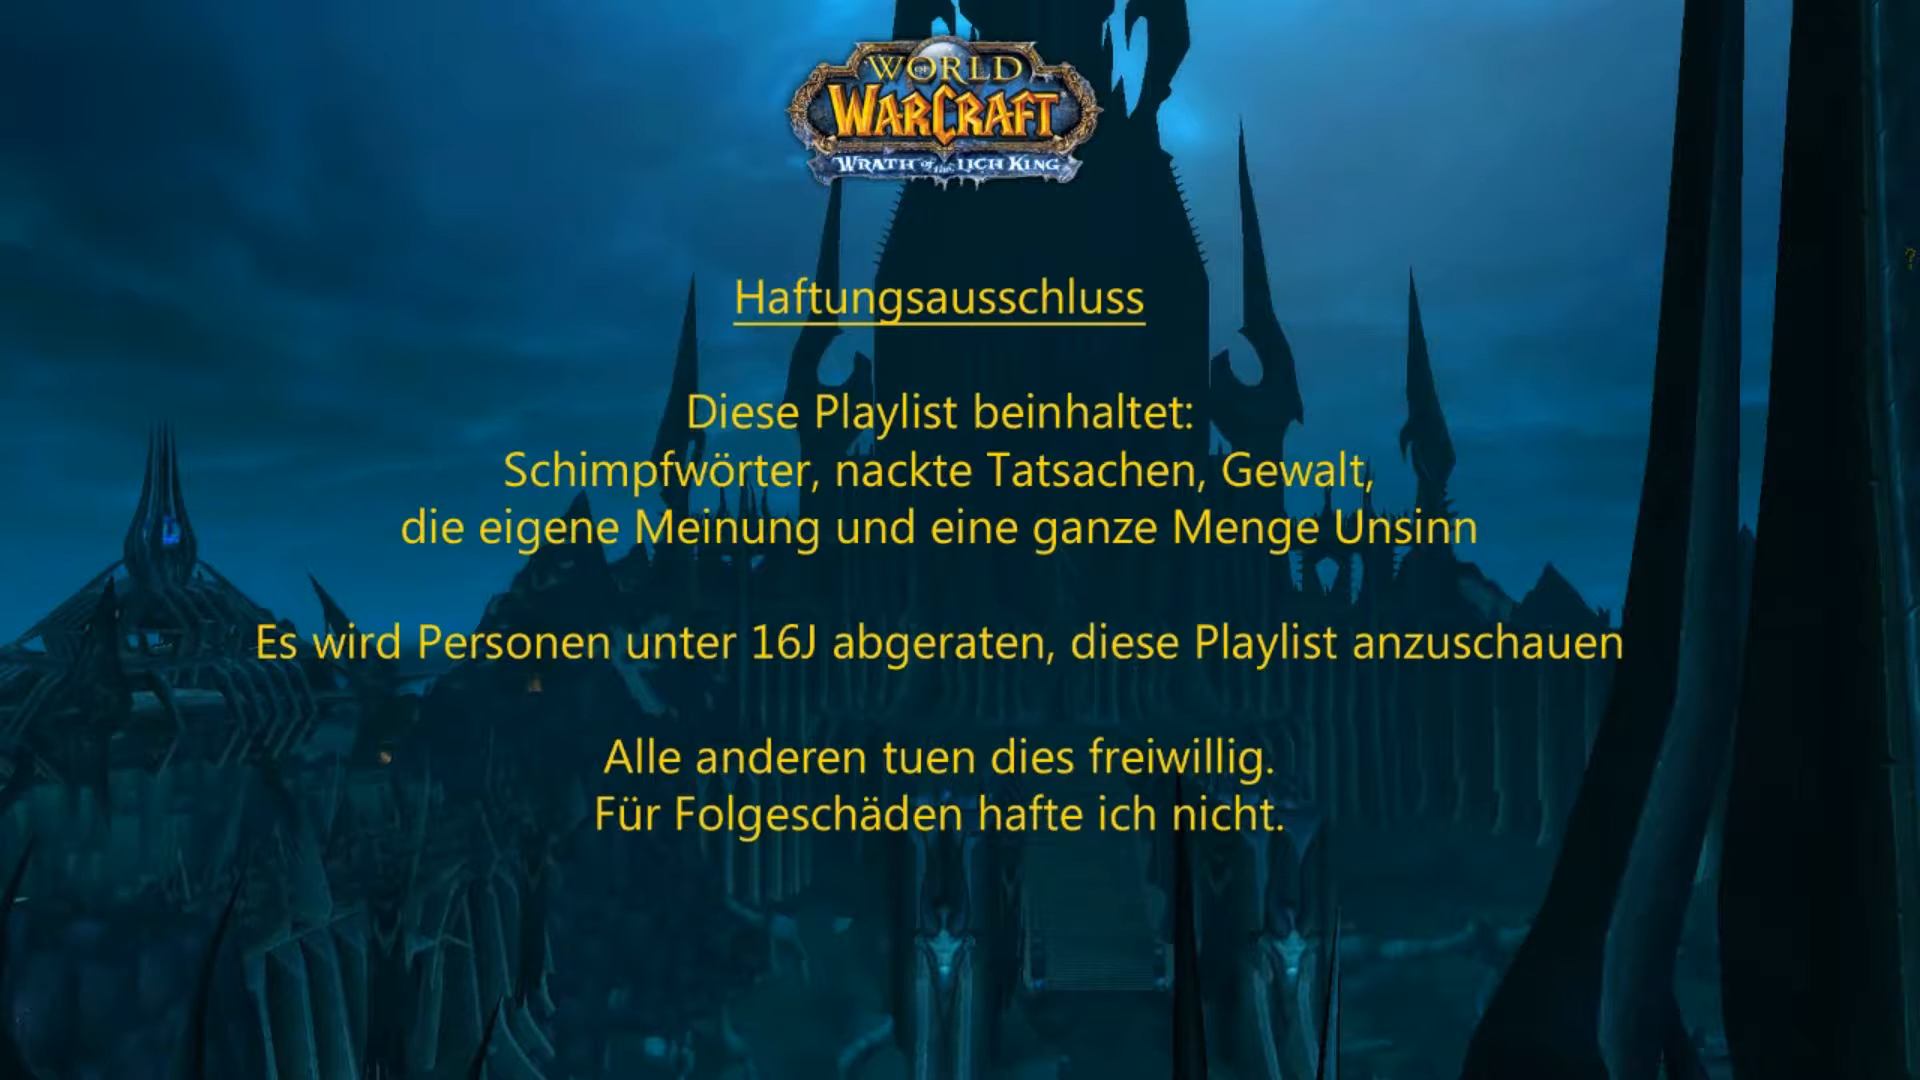 WORLD
OF
WARCRAFT
WRATH of the LICH KING
Haftungsausschluss
Diese Playlist beinhaltet:
Schimpfwörter, nackte Tatsachen, Gewalt,
die eigene Meinung und eine ganze Menge Unsinn
Es wird Personen unter 16J abgeraten, diese Playlist anzuschauen
Alle anderen tuen dies freiwillig.
Für Folgeschäden hafte ich nicht.